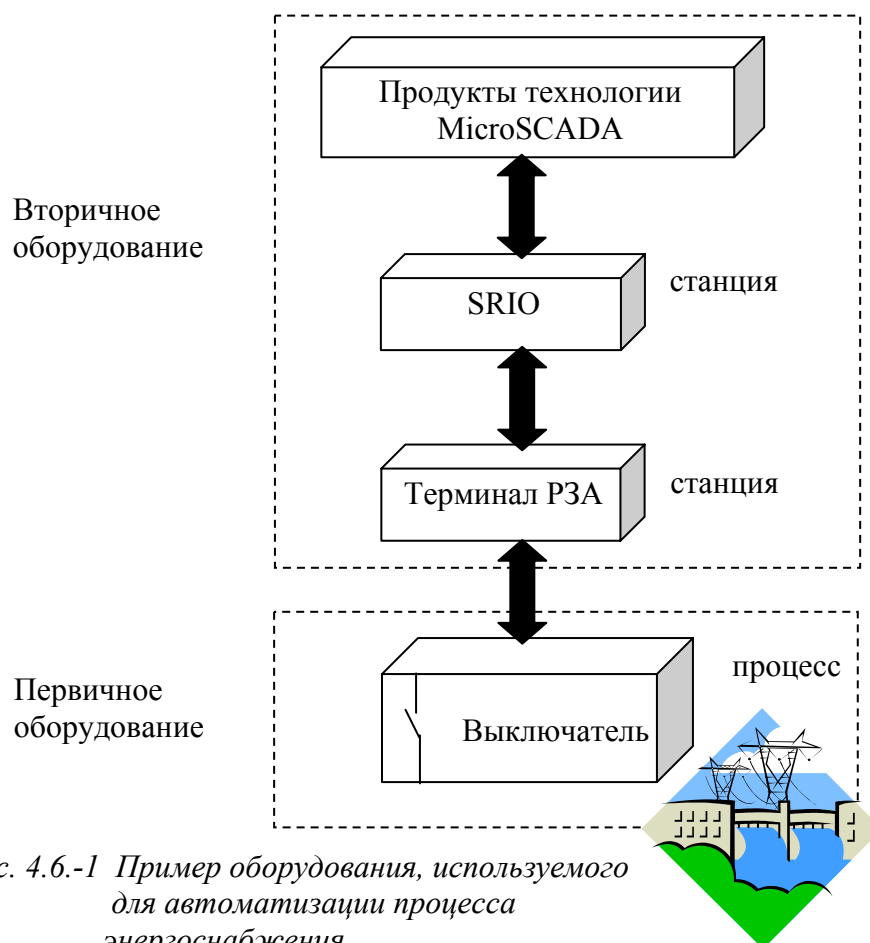 Продукты технологии
MicroSCADA
Вторичное
оборудование
SRIO
станция
Терминал РЗА
станция
Первичное
оборудование
процесс
Выключатель
с. 4.6.-1 Пример оборудования, используемого
для автоматизации процесса
энергоснабжения